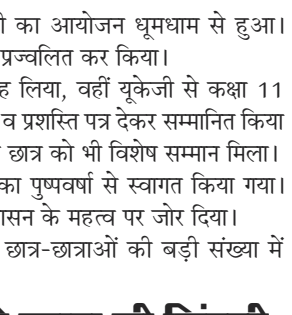 का आयोजन धूमधाम से हुआ।
प्रज्वलित कर किया।
लिया, वहीं यूकेजी से कक्षा 11
व प्रशस्ति पत्र देकर सम्मानित किया
छात्र को भी विशेष सम्मान मिला।
का पुष्पवर्षा से स्वागत किया गया।
के महत्व पर जोर दिया।
छात्र-छात्राओं की बड़ी संख्या में